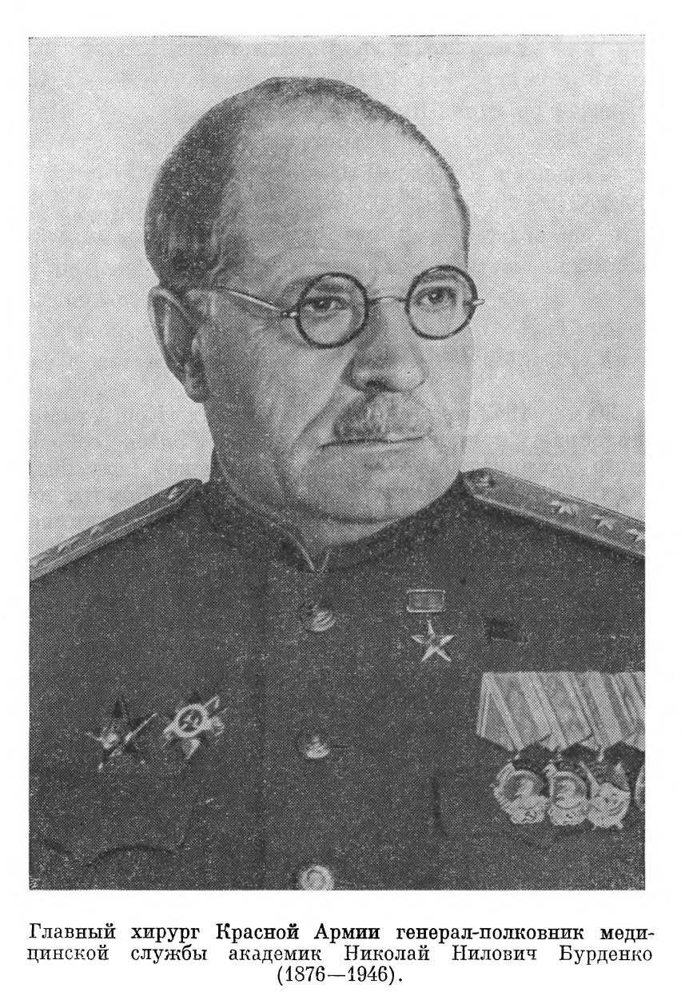 Главный хирург Красной Армии генерал-полковник меди-
цинской службы академик Николай Нилович Бурденко
(1876—1946).